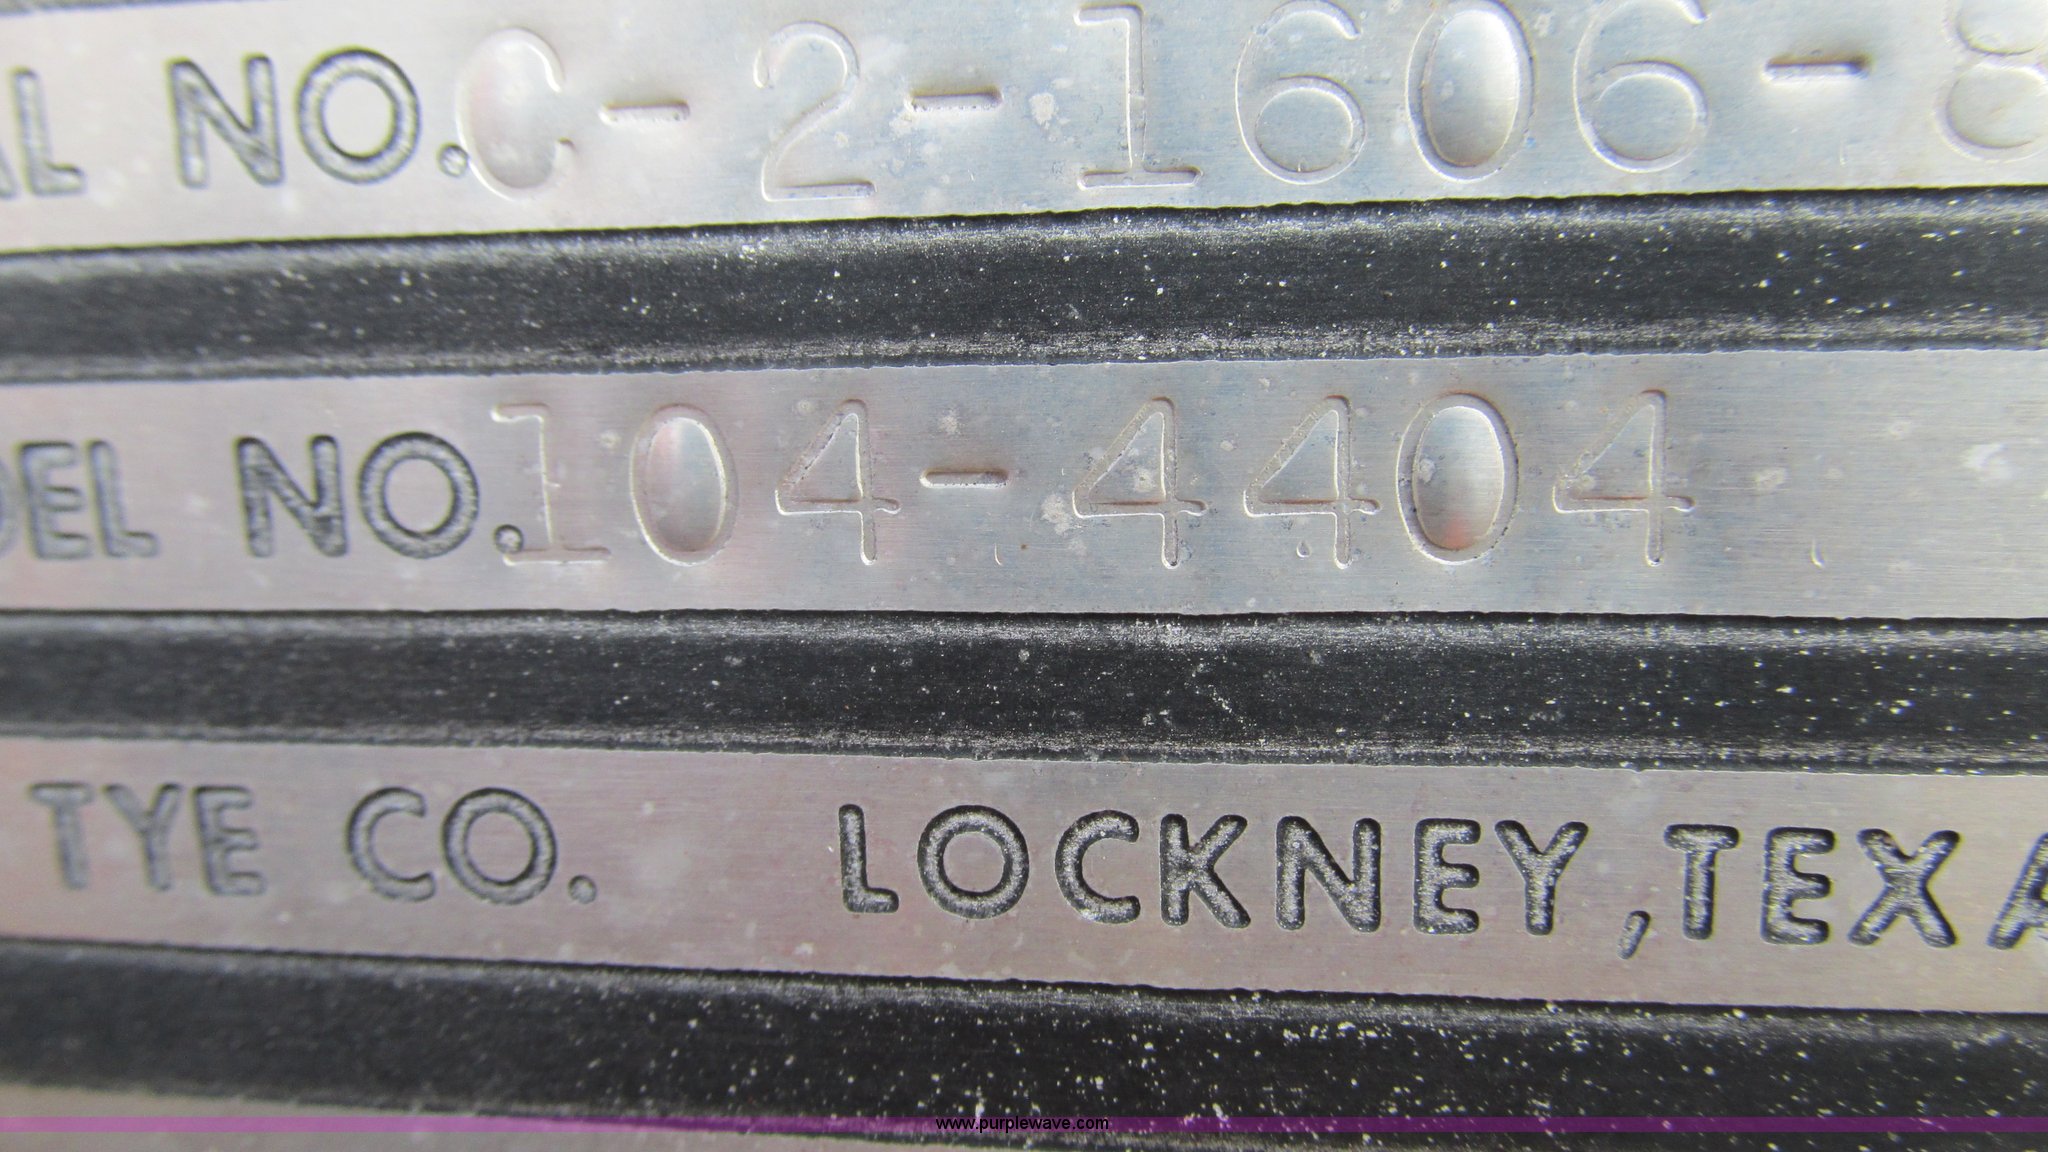 AL NO. C-2-1606-8
DEL NO. 104-4404
TYE CO. LOCKNEY, TEXA
www.purplewave.com